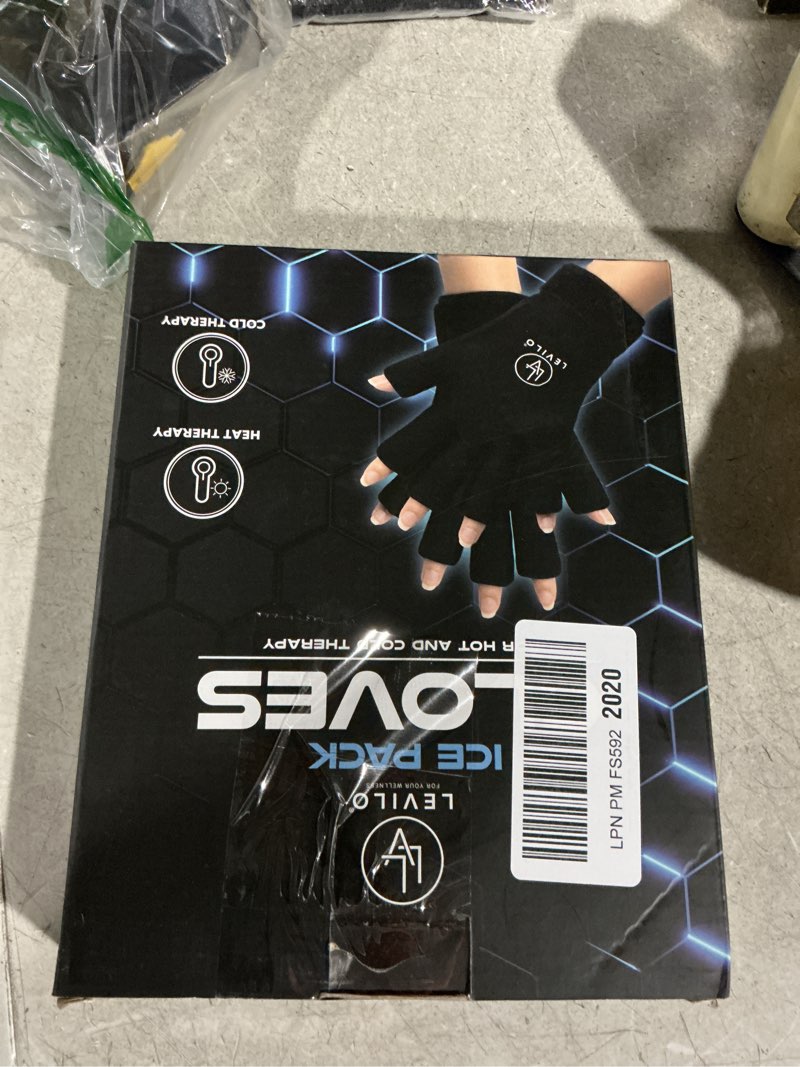 LEVILO
FOR YOUR WELLNESS
ICE PACK
LOVES
R HOT AND COLD THERAPY
HEAT THERAPY
COLD THERAPY
LEVILO
LPN PM FS592 2020